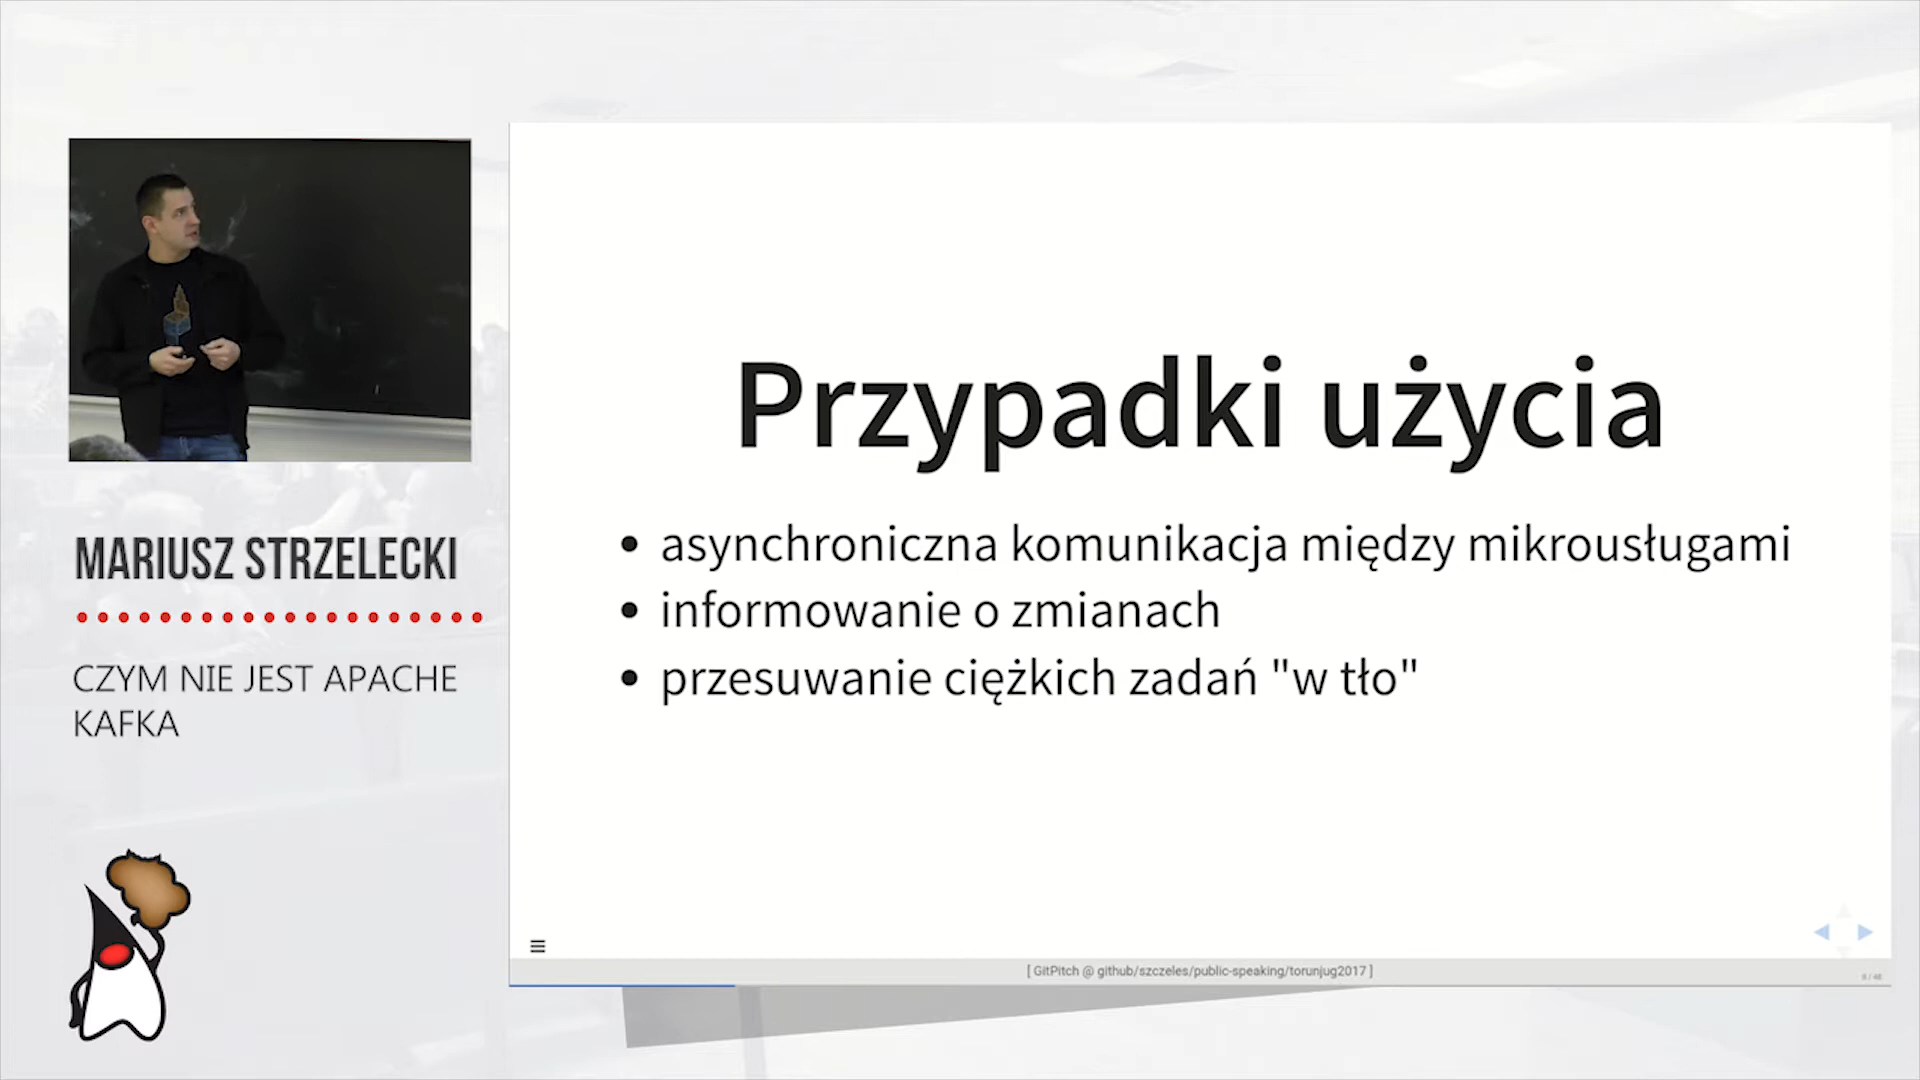 MARIUSZ STRZELECKI
CZYM NIE JEST APACHE
KAFKA
Przypadki użycia
• asynchroniczna komunikacja między mikrousługami
• informowanie o zmianach
• przesuwanie ciężkich zadań "w tło"
[ GitPitch @ github/szczeles/public-speaking/torunjug2017 ]